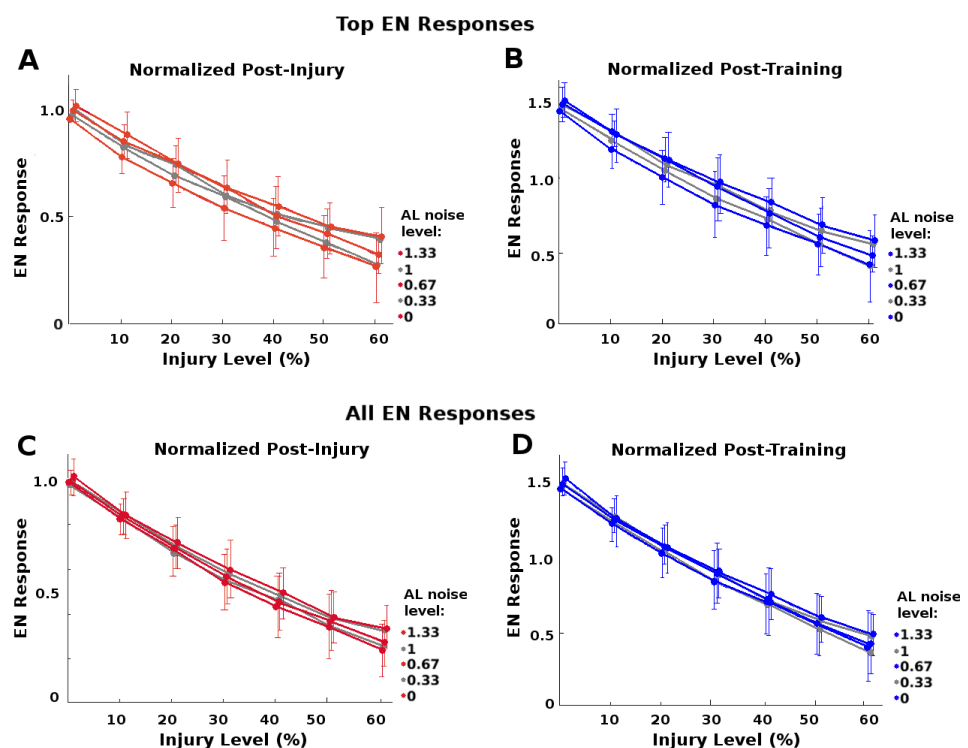 Top EN Responses
A
Normalized Post-Injury
EN Response
1.0
0.5
0
10 20 30 40 50 60
Injury Level (%)
AL noise
level:
1.33
1
0.67
0.33
0
B
Normalized Post-Training
EN Response
1.5
1.0
0.5
0
10 20 30 40 50 60
Injury Level (%)
AL noise
level:
1.33
1
0.67
0.33
0
All EN Responses
C
Normalized Post-Injury
EN Response
1.0
0.5
0
10 20 30 40 50 60
Injury Level (%)
AL noise
level:
1.33
1
0.67
0.33
0
D
Normalized Post-Training
EN Response
1.5
1.0
0.5
0
10 20 30 40 50 60
Injury Level (%)
AL noise
level:
1.33
1
0.67
0.33
0